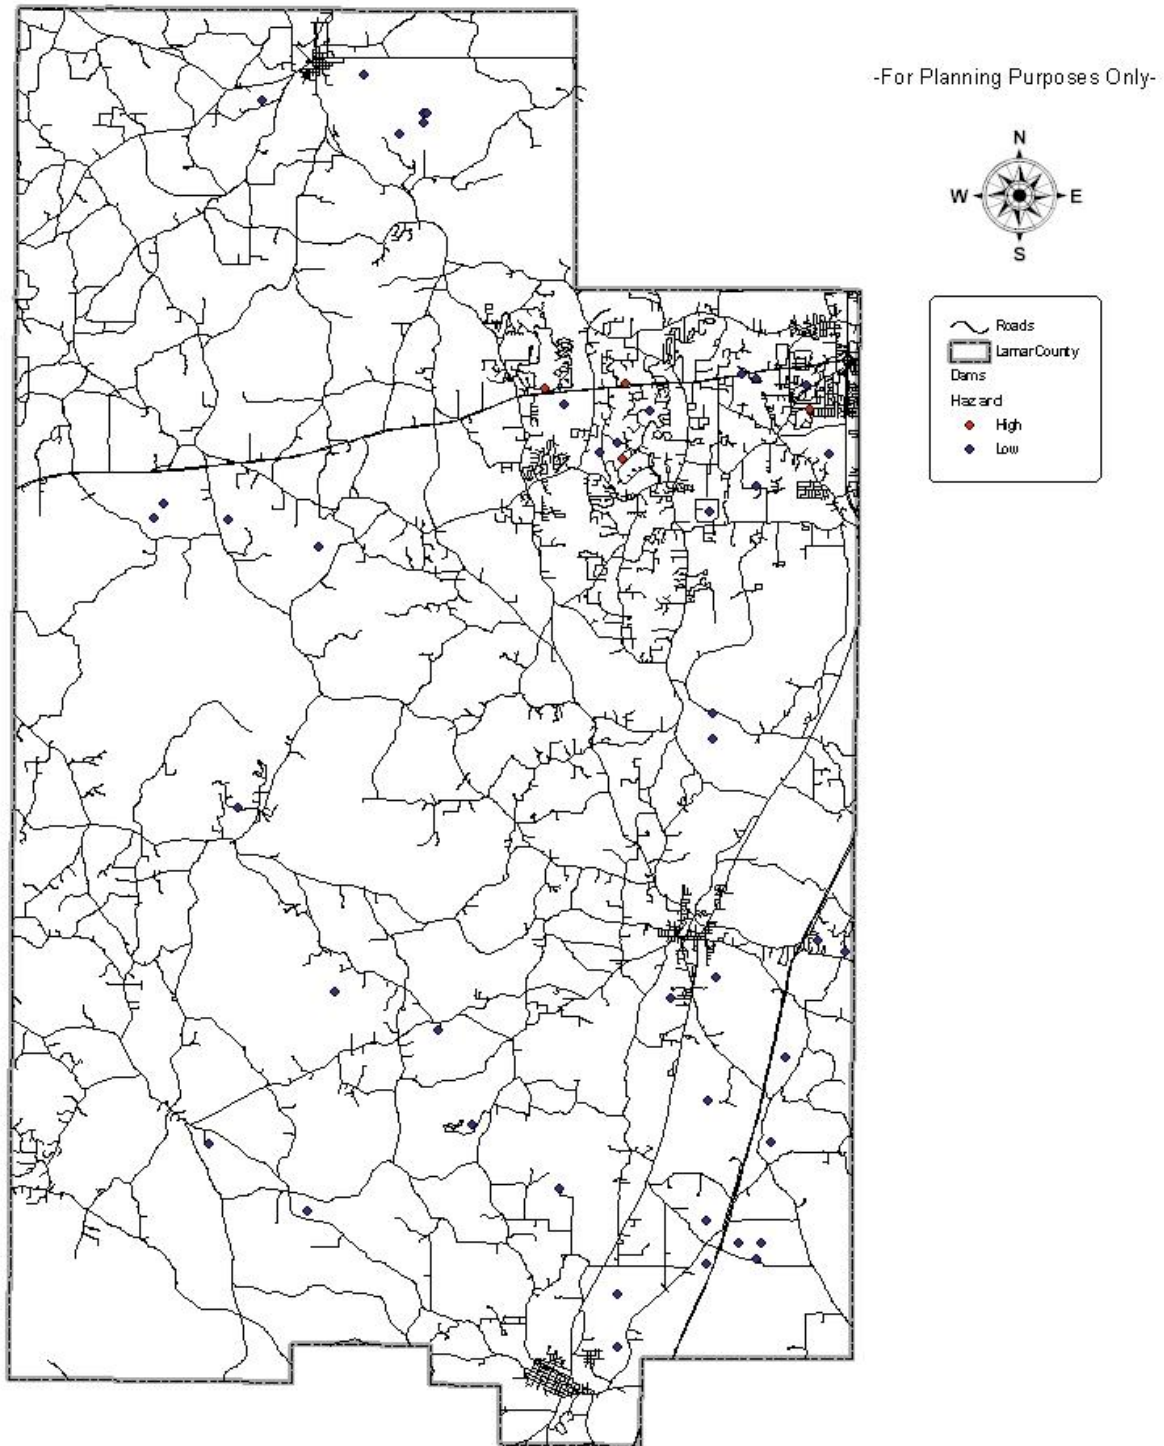 -For Planning Purposes Only-
N
W E
S
Roads
LamarCounty
Dams
Hazard
High
Low